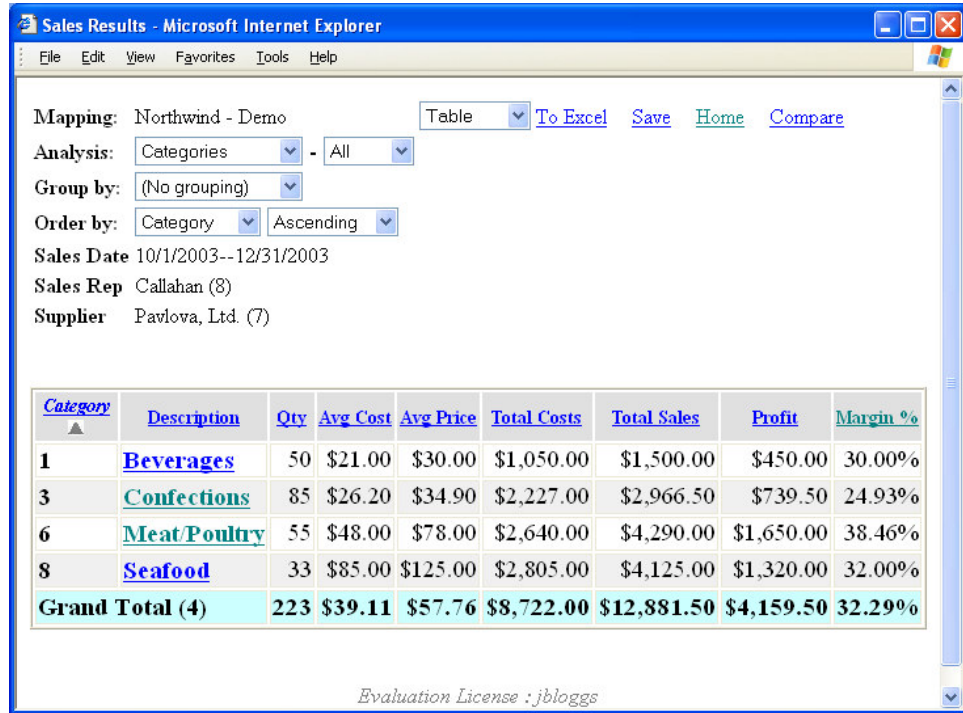 Sales Results - Microsoft Internet Explorer
File Edit View Favorites Tools Help
Mapping: Northwind - Demo Table To Excel Save Home Compare
Analysis: Categories - All
Group by: (No grouping)
Order by: Category Ascending
Sales Date 10/1/2003--12/31/2003
Sales Rep Callahan (8)
Supplier Pavlova, Ltd. (7)
Category Description Qty Avg Cost Avg Price Total Costs Total Sales Profit Margin %
1 Beverages 50 $21.00 $30.00 $1,050.00 $1,500.00 $450.00 30.00%
3 Confections 85 $26.20 $34.90 $2,227.00 $2,966.50 $739.50 24.93%
6 Meat/Poultry 55 $48.00 $78.00 $2,640.00 $4,290.00 $1,650.00 38.46%
8 Seafood 33 $85.00 $125.00 $2,805.00 $4,125.00 $1,320.00 32.00%
Grand Total (4) 223 $39.11 $57.76 $8,722.00 $12,881.50 $4,159.50 32.29%
Evaluation License : jbloggs